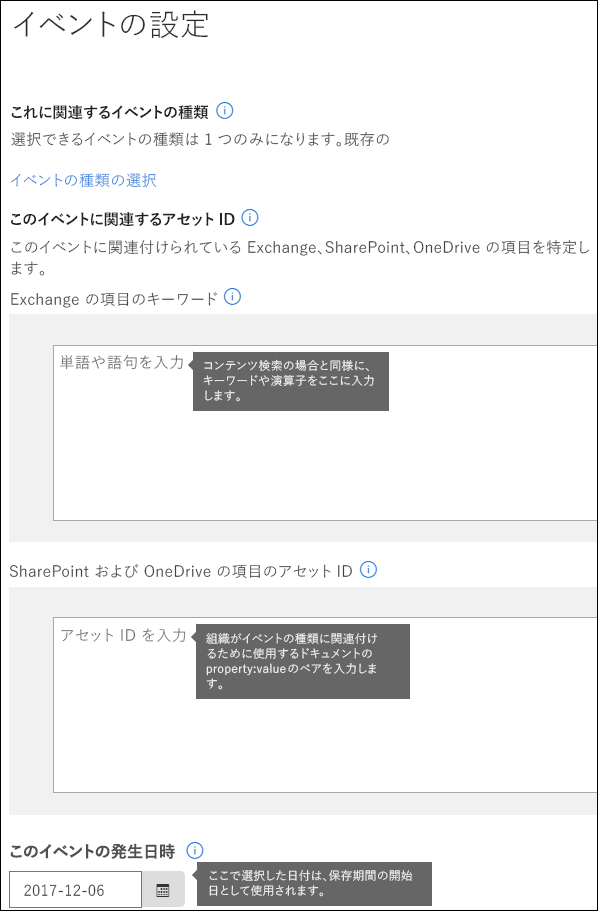 イベントの設定
これに関連するイベントの種類
選択できるイベントの種類は 1 つのみになります。既存の
イベントの種類の選択
このイベントに関連するアセット ID
このイベントに関連付けられている Exchange、SharePoint、OneDrive の項目を特定し
ます。
Exchange の項目のキーワード
単語や語句を入力
コンテンツ検索の場合と同様に、
キーワードや演算子をここに入力
します。
SharePoint および OneDrive の項目のアセット ID
アセット ID を入力
組織がイベントの種類に関連付け
るために使用するドキュメントの
property:value のペアを入力しま
す。
このイベントの発生日時
2017-12-06
ここで選択した日付は、保存期間の開始
日として使用されます。